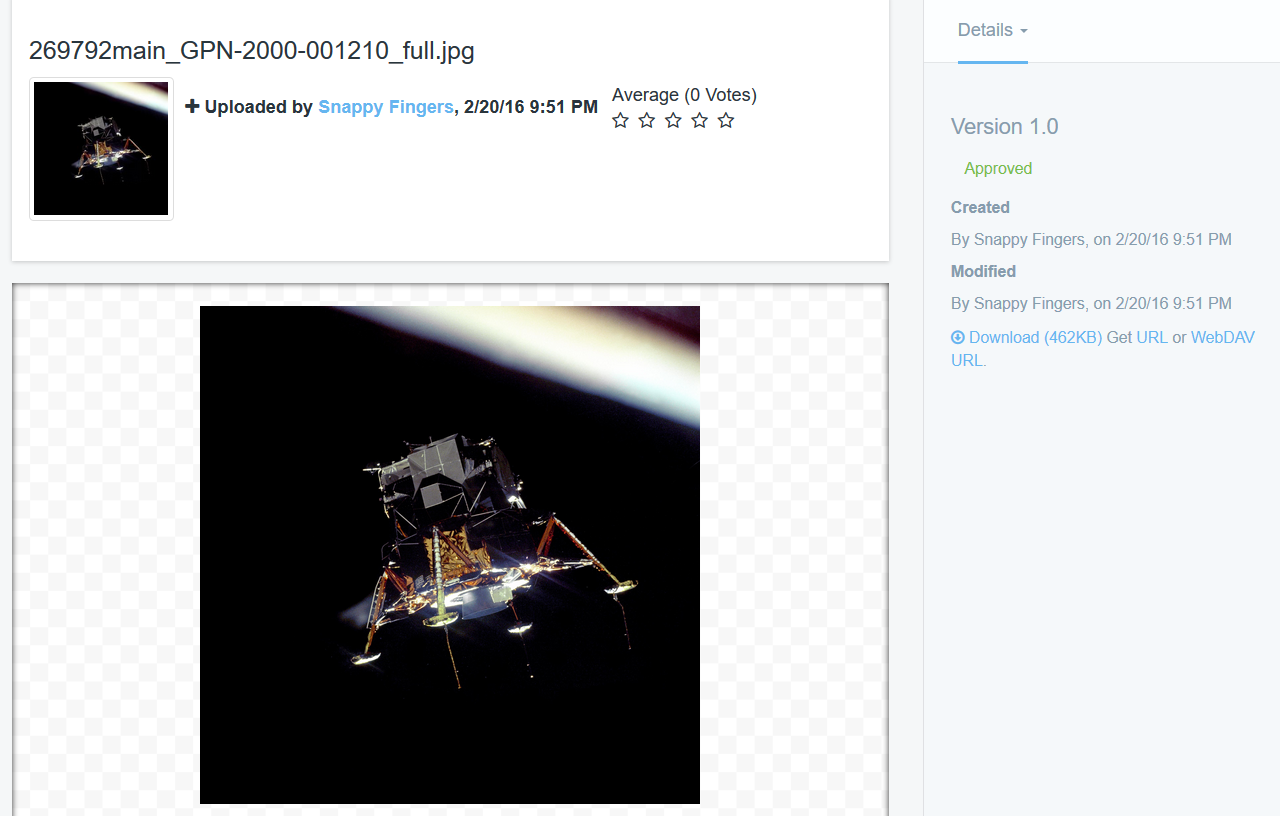 269792main_GPN-2000-001210_full.jpg
Uploaded by Snappy Fingers, 2/20/16 9:51 PM
Average (0 Votes)
Details
Version 1.0
Approved
Created
By Snappy Fingers, on 2/20/16 9:51 PM
Modified
By Snappy Fingers, on 2/20/16 9:51 PM
Download (462KB) Get URL or WebDAV
URL.